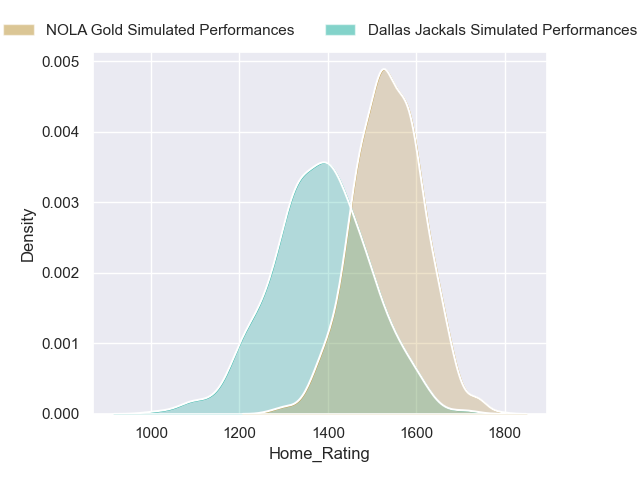 NOLA Gold Simulated Performances Dallas Jackals Simulated Performances
0.005
0.004
0.003
0.002
0.001
0.000
Density
1000 1200 1400 1600 1800
Home_Rating